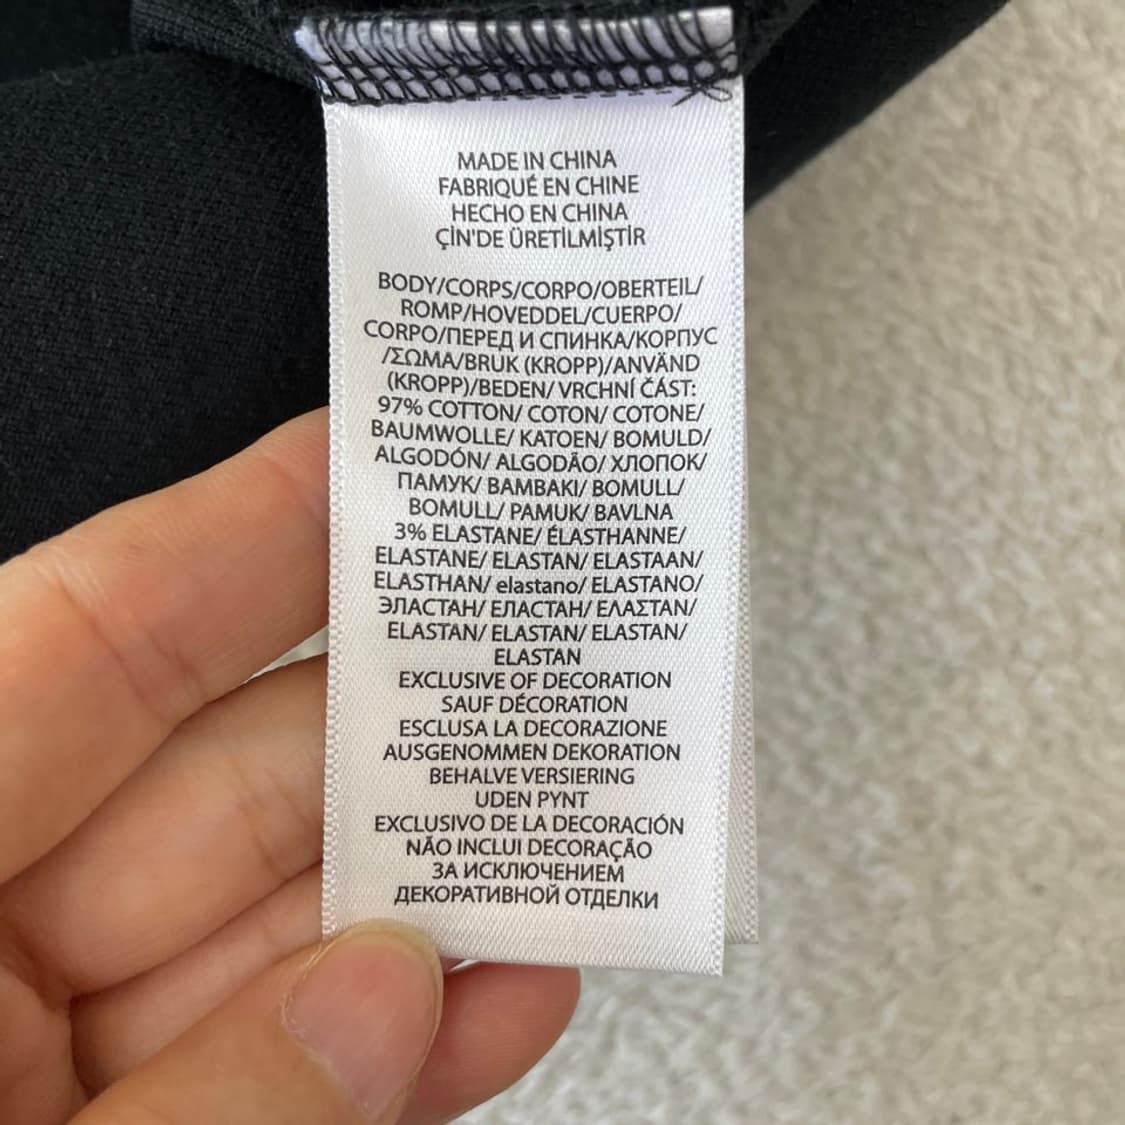 MADE IN CHINA
FABRIQUÉ EN CHINE
HECHO EN CHINA
ÇİN'DE ÜRETİLMİŞTİR
BODY/CORPS/CORPO/OBERTEIL/
ROMP/HOVEDDEL/CUERPO/
CORPO/ПЕРЕД И СПИНКА/КОРПУС
/ΣΩΜΑ/BRUK (KROPP)/ANVÄND
(KROPP)/BEDEN/ VRCHNÍ ČÁST:
97% COTTON/ COTON/ COTONE/
BAUMWOLLE/ KATOEN/ BOMULD/
ALGODÓN/ ALGODÃO/ ХЛОПОК/
ПАМУК/ BAMBAKI/ BOMULL/
BOMULL/ PAMUK/ BAVLNA
3% ELASTANE/ ÉLASTHANNE/
ELASTANE/ ELASTAN/ ELASTAAN/
ELASTHAN/ elastano/ ELASTANO/
ЭЛАСТАН/ ЕЛАСТАН/ ΕΛΑΣΤΑΝ/
ELASTAN/ ELASTAN/ ELASTAN/
ELASTAN
EXCLUSIVE OF DECORATION
SAUF DÉCORATION
ESCLUSA LA DECORAZIONE
AUSGENOMMEN DEKORATION
BEHALVE VERSIERING
UDEN PYNT
EXCLUSIVO DE LA DECORACIÓN
NÃO INCLUI DECORAÇÃO
ЗА ИСКЛЮЧЕНИЕМ
ДЕКОРАТИВНОЙ ОТДЕЛКИ